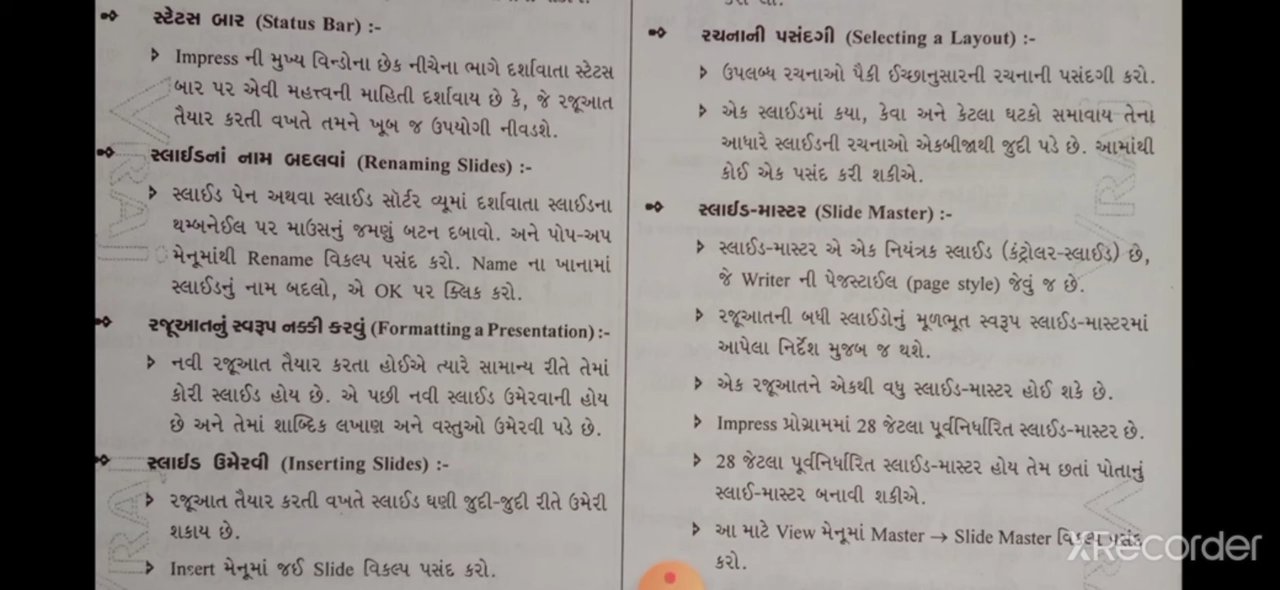 સ્ટેટસ બાર (Status Bar) :-
Impress ની મુખ્ય વિન્ડોના છેક નીચેના ભાગે દર્શાવાતા સ્ટેટસ
બાર પર એવી મહત્ત્વની માહિતી દર્શાવાય છે કે, જે રજૂઆત
તૈયાર કરતી વખતે તમને ખૂબ જ ઉપયોગી નીવડશે.
સ્લાઈડનાં નામ બદલવાં (Renaming Slides) :-
સ્લાઈડ પેન અથવા સ્લાઈડ સૉર્ટર વ્યૂમાં દર્શાવાતા સ્લાઈડના
થમ્બનેઈલ પર માઉસનું જમણું બટન દબાવો. અને પોપ-અપ
મેનૂમાંથી Rename વિકલ્પ પસંદ કરો. Name ના ખાનામાં
સ્લાઈડનું નામ બદલો, એ OK પર ક્લિક કરો.
રજૂઆતનું સ્વરૂપ નક્કી કરવું (Formatting a Presentation) :-
નવી રજૂઆત તૈયાર કરતા હોઈએ ત્યારે સામાન્ય રીતે તેમાં
કોરી સ્લાઈડ હોય છે. એ પછી નવી સ્લાઈડ ઉમેરવાની હોય
છે અને તેમાં શાબ્દિક લખાણ અને વસ્તુઓ ઉમેરવી પડે છે.
સ્લાઈડ ઉમેરવી (Inserting Slides) :-
રજૂઆત તૈયાર કરતી વખતે સ્લાઈડ ઘણી જુદી-જુદી રીતે ઉમેરી
શકાય છે.
Insert મેનૂમાં જઈ Slide વિકલ્પ પસંદ કરો.
રચનાની પસંદગી (Selecting a Layout) :-
ઉપલબ્ધ રચનાઓ પૈકી ઈચ્છાનુસારની રચનાની પસંદગી કરો.
એક સ્લાઈડમાં કયા, કેવા અને કેટલા ઘટકો સમાવાય તેના
આધારે સ્લાઈડની રચનાઓ એકબીજાથી જુદી પડે છે. આમાંથી
કોઈ એક પસંદ કરી શકીએ.
સ્લાઈડ-માસ્ટર (Slide Master) :-
સ્લાઈડ-માસ્ટર એ એક નિયંત્રક સ્લાઈડ (કંટ્રોલર-સ્લાઈડ) છે,
જે Writer ની પેજસ્ટાઈલ (page style) જેવું જ છે.
રજૂઆતની બધી સ્લાઈડોનું મૂળભૂત સ્વરૂપ સ્લાઈડ-માસ્ટરમાં
આપેલા નિર્દેશ મુજબ જ થશે.
એક રજૂઆતને એકથી વધુ સ્લાઈડ-માસ્ટર હોઈ શકે છે.
Impress પ્રોગ્રામમાં 28 જેટલા પૂર્વનિર્ધારિત સ્લાઈડ-માસ્ટર છે.
28 જેટલા પૂર્વનિર્ધારિત સ્લાઈડ-માસ્ટર હોય તેમ છતાં પોતાનું
સ્લાઈ-માસ્ટર બનાવી શકીએ.
આ માટે View મેનૂમાં Master → Slide Master વિકલ્પ પસંદ
કરો.
XRecorder